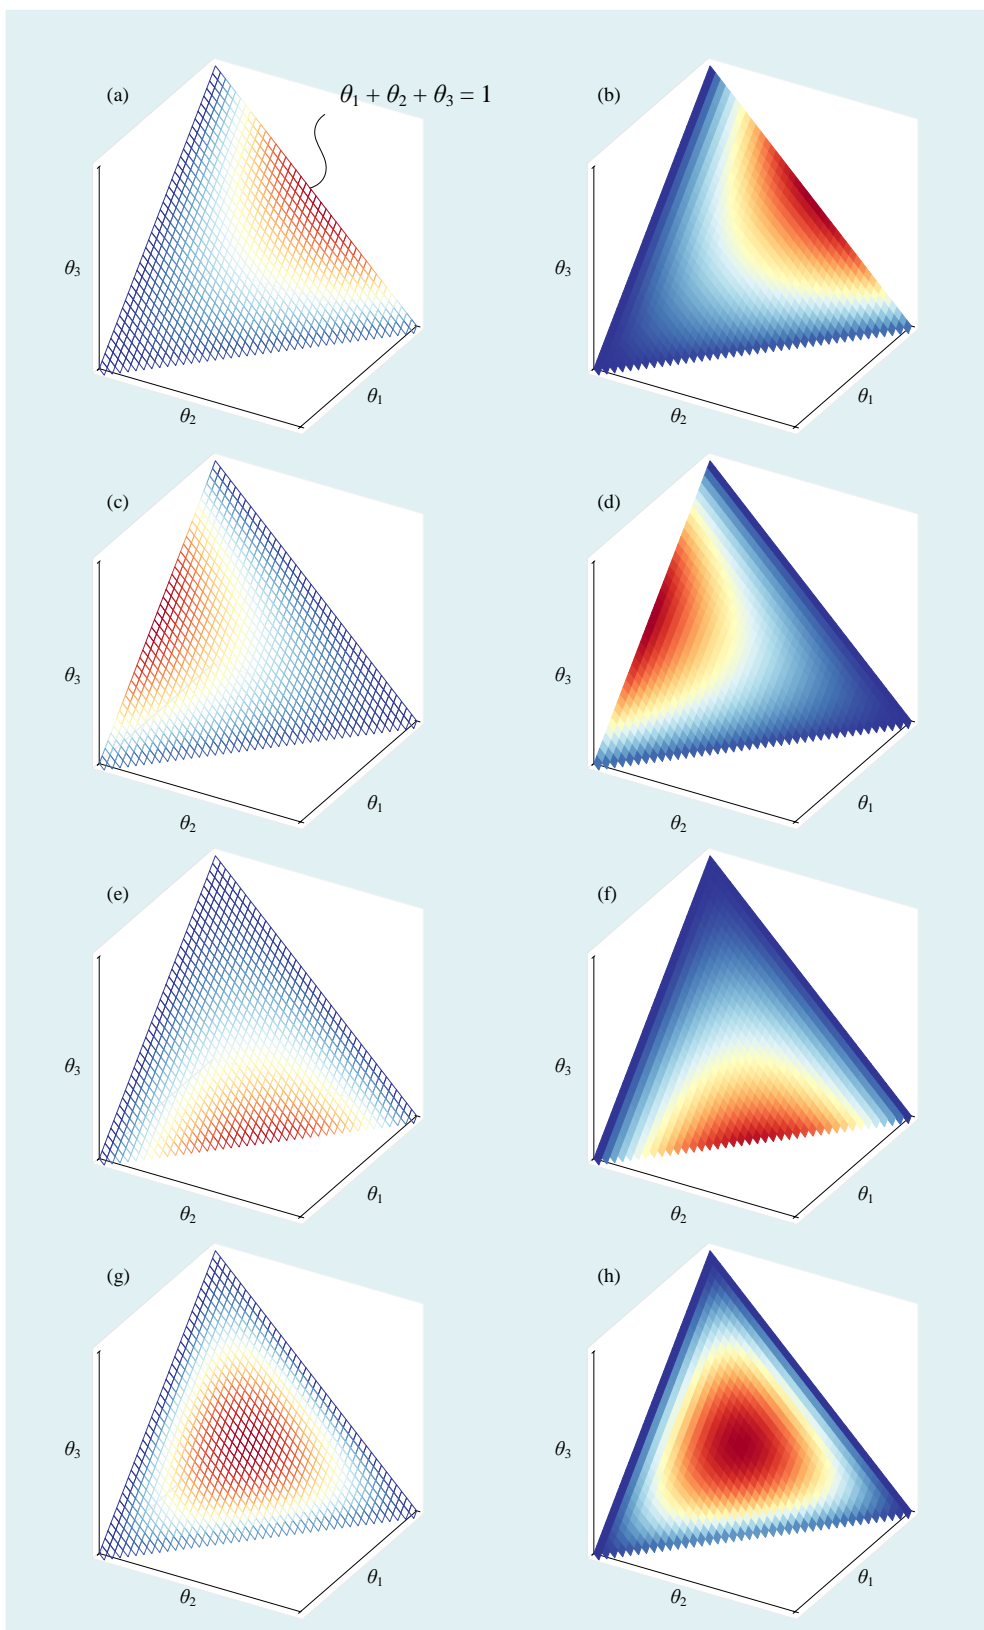 (a)
θ₁ + θ₂ + θ₃ = 1
(b)
θ₃
θ₃
θ₂
θ₁
θ₂
θ₁
(c)
(d)
θ₃
θ₃
θ₂
θ₁
θ₂
θ₁
(e)
(f)
θ₃
θ₃
θ₂
θ₁
θ₂
θ₁
(g)
(h)
θ₃
θ₃
θ₂
θ₁
θ₂
θ₁